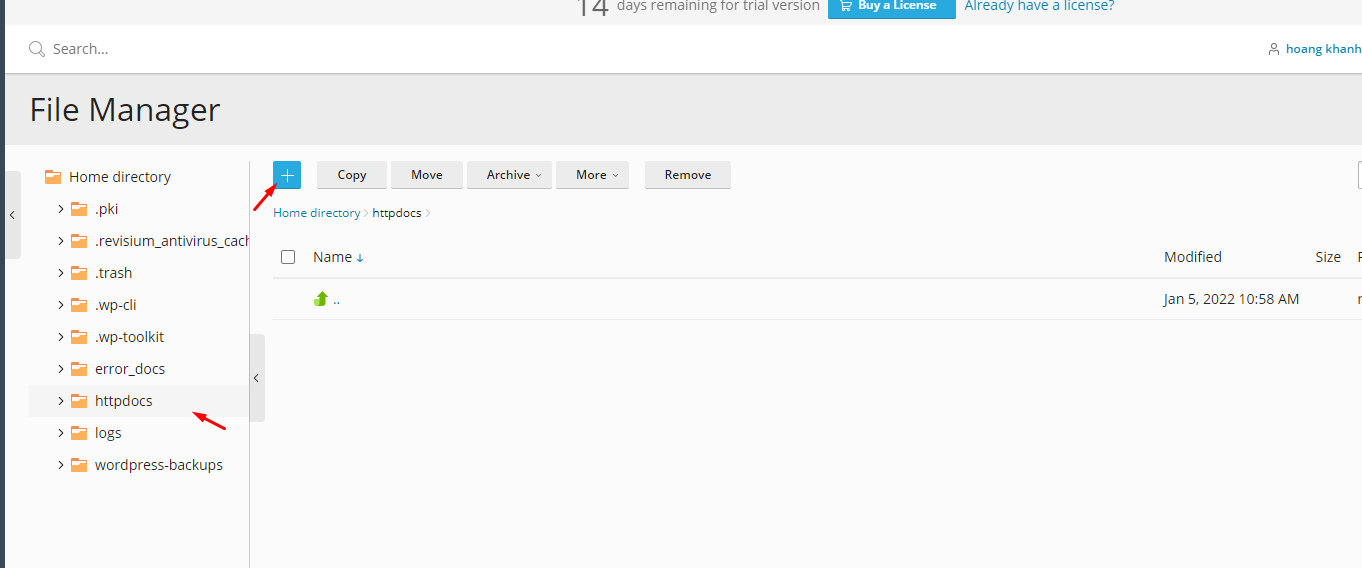 14 days remaining for trial version Buy a License Already have a license?
Search...
hoang khanh
File Manager
Home directory
.pki
.revisium_antivirus_cach
.trash
.wp-cli
.wp-toolkit
error_docs
httpdocs
logs
wordpress-backups
Copy Move Archive More Remove
Home directory httpdocs
Name Modified Size
.. Jan 5, 2022 10:58 AM